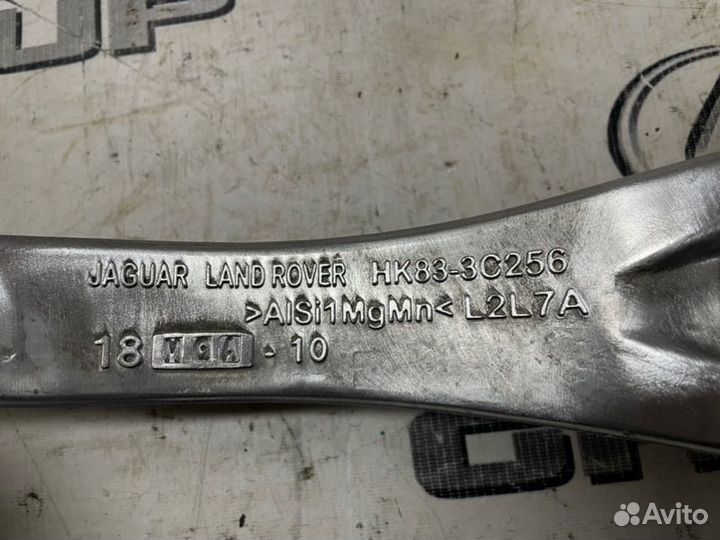 JAGUAR LAND ROVER HK83-3C256
>AlSi1MgMn< L2L7A
18 - 10
Avito